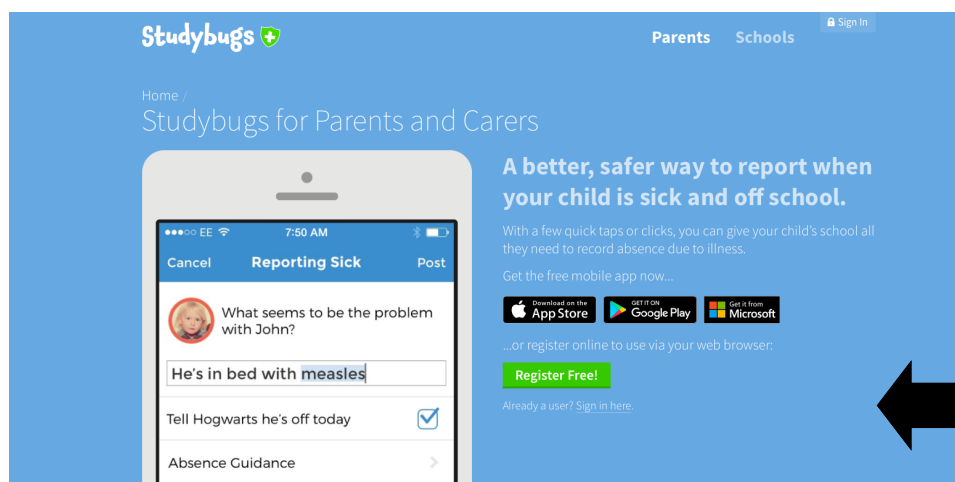 Studybugs
Parents Schools
Sign In
Home /
Studybugs for Parents and Carers
EE 7:50 AM
Cancel Reporting Sick Post
What seems to be the problem
with John?
He's in bed with measles
Tell Hogwarts he's off today
Absence Guidance
A better, safer way to report when
your child is sick and off school.
With a few quick taps or clicks, you can give your child's school all
they need to record absence due to illness.
Get the free mobile app now...
Download on the
App Store
GET IT ON
Google Play
Get it from
Microsoft
...or register online to use via your web browser:
Register Free!
Already a user? Sign in here.